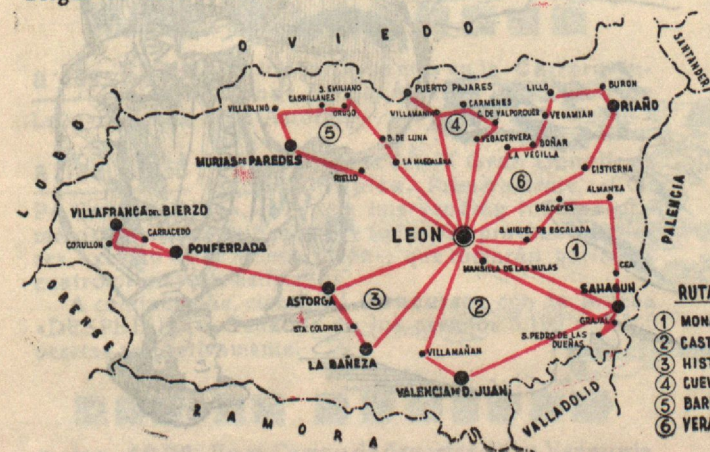 OVIEDO
SANTANDER
S. EMILIANO
PUERTO PAJARES
LILLO
BURON
CABRILLANES
CARMENES
RIAÑO
VILLABLINO
VILLAMANIN
C. DE VALPORQUERO
VEGAMIAN
5
4
B. DE LUNA
VEGACERVERA
BOÑAR
LA VECILLA
MURIAS DE PAREDES
LA MAGDALENA
CISTIERNA
RIELLO
6
LUGO
ALMANZA
GRADEFES
PALENCIA
VILLAFRANCA DEL BIERZO
CARRACEDO
LEON
S. MIGUEL DE ESCALADA
CORULLON
PONFERRADA
1
MANSILLA DE LAS MULAS
CEA
SAHAGUN
ORENSE
ASTORGA
3
2
GRAJAL
STA. COLOMBA
S. PEDRO DE LAS
DUEÑAS
LA BAÑEZA
VILLAMAÑAN
VALENCIA DE D. JUAN
VALLADOLID
ZAMORA
RUTA
1 MONA
2 CAST
3 HIST
4 CUEV
5 BAR
6 VERA